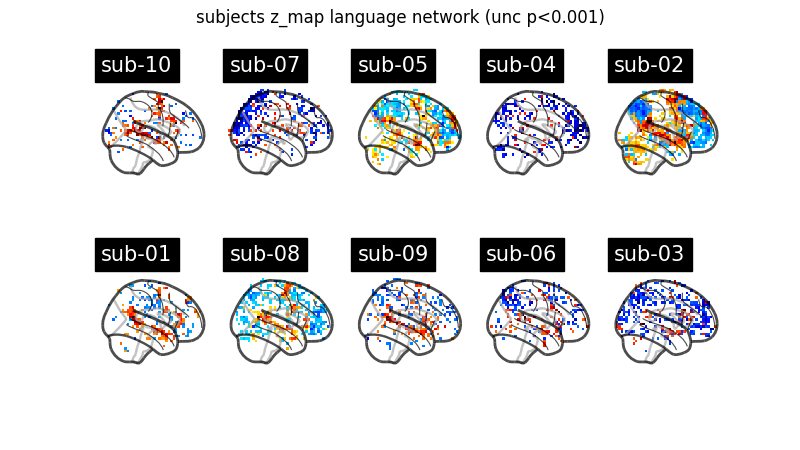 subjects z_map language network (unc p<0.001)
sub-10
sub-07
sub-05
sub-04
sub-02
sub-01
sub-08
sub-09
sub-06
sub-03